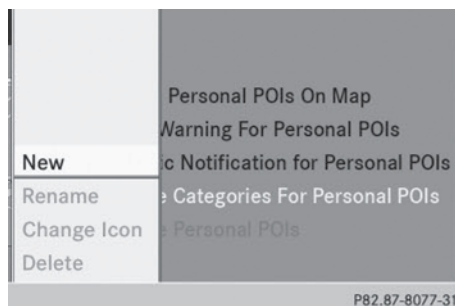 Personal POIs On Map
Warning For Personal POIs
New
c Notification for Personal POIs
Rename
e Categories For Personal POIs
Change Icon
e Personal POIs
Delete
P82.87-8077-31